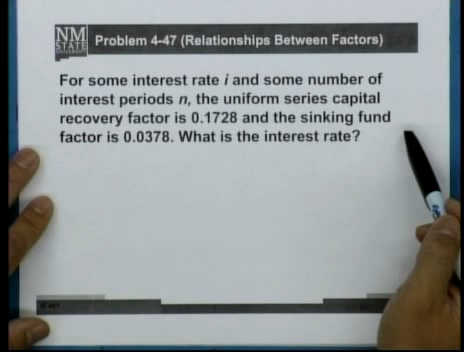 NM
STATE
Problem 4-47 (Relationships Between Factors)
For some interest rate i and some number of
interest periods n, the uniform series capital
recovery factor is 0.1728 and the sinking fund
factor is 0.0378. What is the interest rate?